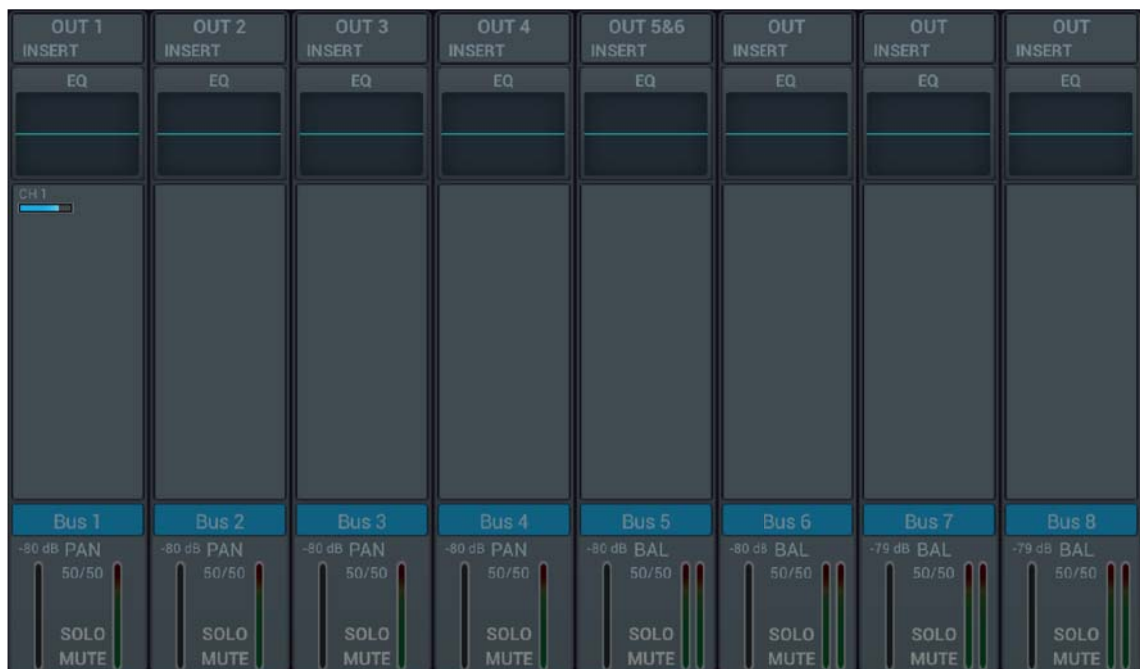 OUT 1 OUT 2 OUT 3 OUT 4 OUT 5&6 OUT OUT OUT
INSERT INSERT INSERT INSERT INSERT INSERT INSERT INSERT
EQ EQ EQ EQ EQ EQ EQ EQ
CH 1
Bus 1 Bus 2 Bus 3 Bus 4 Bus 5 Bus 6 Bus 7 Bus 8
-80 dB PAN -80 dB PAN -80 dB PAN -80 dB PAN -80 dB BAL -80 dB BAL -79 dB BAL -79 dB BAL
50/50 50/50 50/50 50/50 50/50 50/50 50/50 50/50
SOLO SOLO SOLO SOLO SOLO SOLO SOLO SOLO
MUTE MUTE MUTE MUTE MUTE MUTE MUTE MUTE